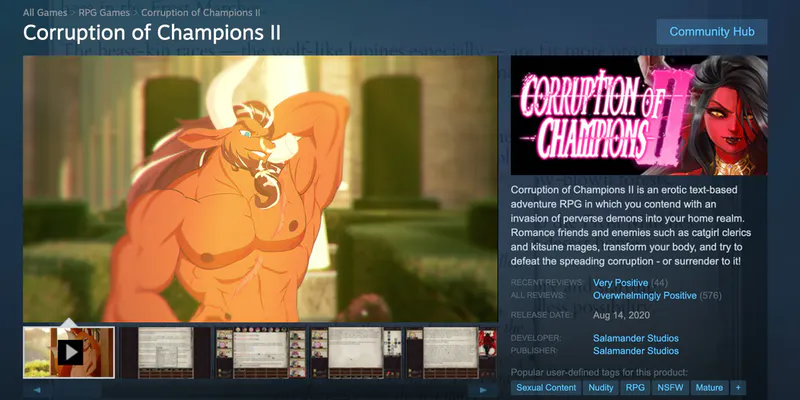 All Games > RPG Games > Corruption of Champions II
Corruption of Champions II
Community Hub
CORRUPTION OF
CHAMPIONS II
Corruption of Champions II is an erotic text-based
adventure RPG in which you contend with an
invasion of perverse demons into your home realm.
Romance friends and enemies such as catgirl clerics
and kitsune mages, transform your body, and try to
defeat the spreading corruption - or surrender to it!
RECENT REVIEWS: Very Positive (44)
ALL REVIEWS: Overwhelmingly Positive (576)
RELEASE DATE: Aug 14, 2020
DEVELOPER: Salamander Studios
PUBLISHER: Salamander Studios
Popular user-defined tags for this product:
Sexual Content Nudity RPG NSFW Mature +